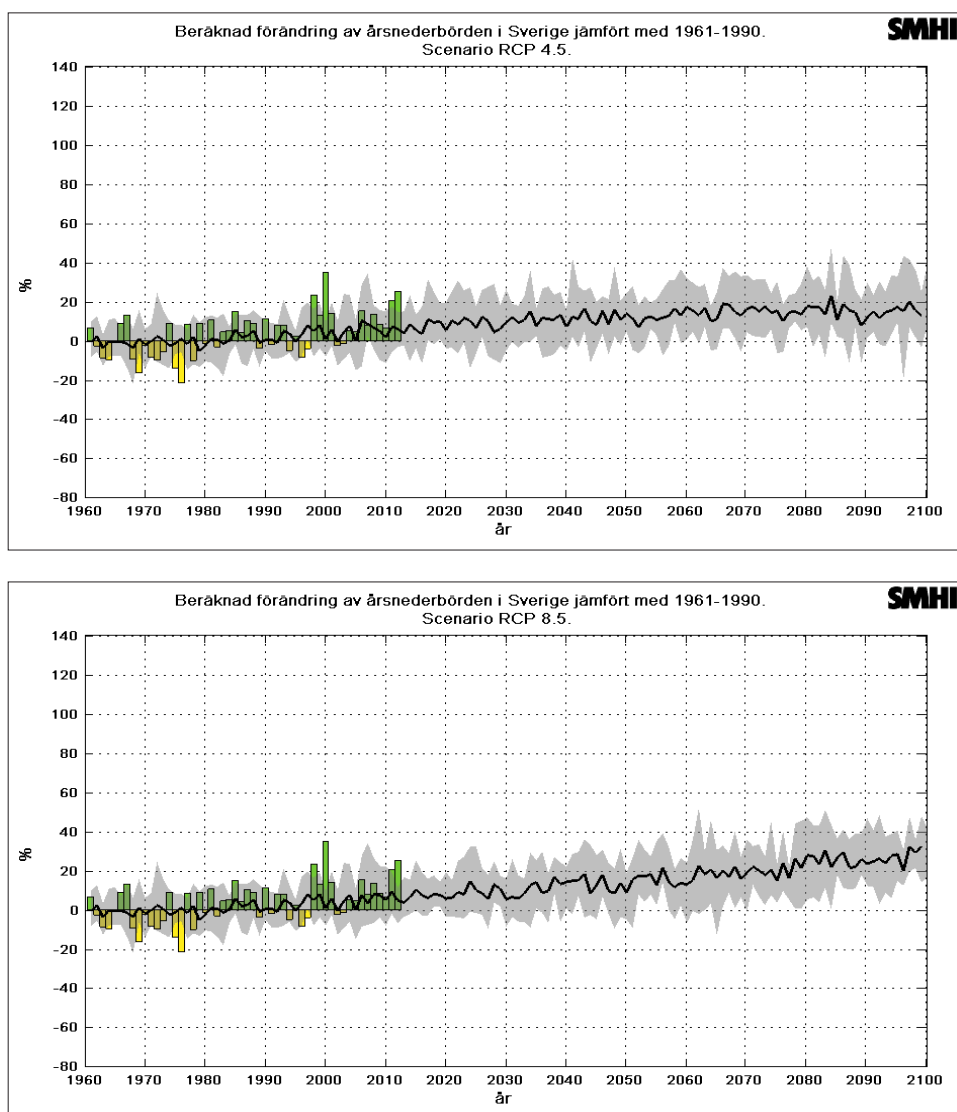 Beräknad förändring av årsnederbörden i Sverige jämfört med 1961-1990.
Scenario RCP 4.5.
SMHI
140
120
100
80
60
40
20
0
-20
-40
-60
-80
%
1960 1970 1980 1990 2000 2010 2020 2030 2040 2050 2060 2070 2080 2090 2100
år
Beräknad förändring av årsnederbörden i Sverige jämfört med 1961-1990.
Scenario RCP 8.5.
SMHI
140
120
100
80
60
40
20
0
-20
-40
-60
-80
%
1960 1970 1980 1990 2000 2010 2020 2030 2040 2050 2060 2070 2080 2090 2100
år